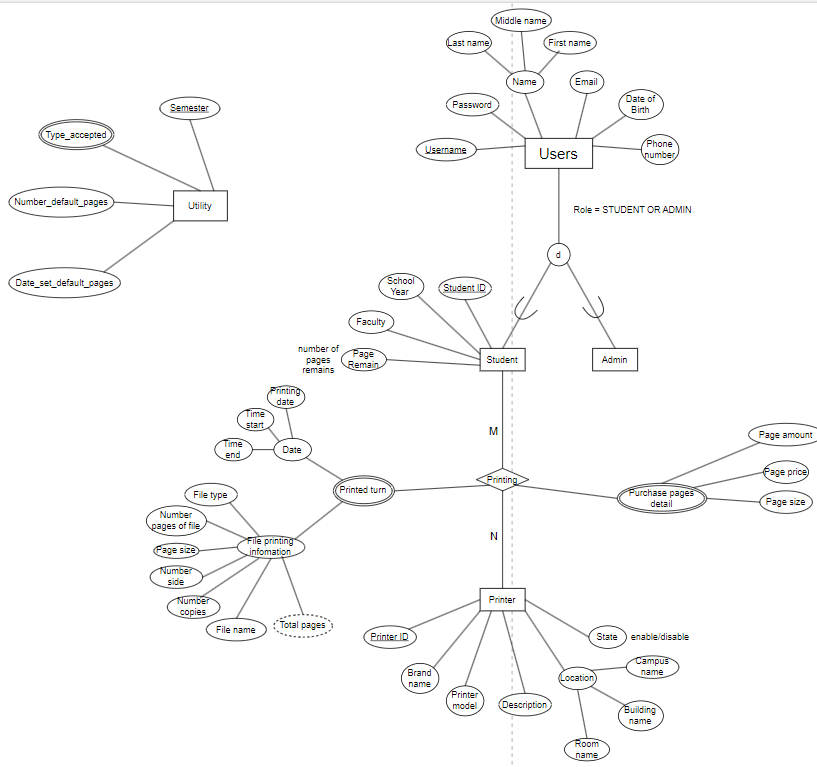 Middle name
Last name
First name
Name
Email
Password
Date of
Birth
Username
Users
Phone
number
Semester
Type_accepted
Number_default_pages
Utility
Date_set_default_pages
Role = STUDENT OR ADMIN
d
School
Year
Student ID
Faculty
number of
pages
remains
Page
Remain
Student
Admin
Printing
date
Time
start
Time
end
Date
M
Page amount
Printed turn
Printing
Page price
Purchase pages
detail
Page size
File type
Number
pages of file
Page size
File printing
infomation
Number
side
Number
copies
File name
Total pages
N
Printer
Printer ID
State
enable/disable
Brand
name
Printer
model
Description
Location
Campus
name
Building
name
Room
name